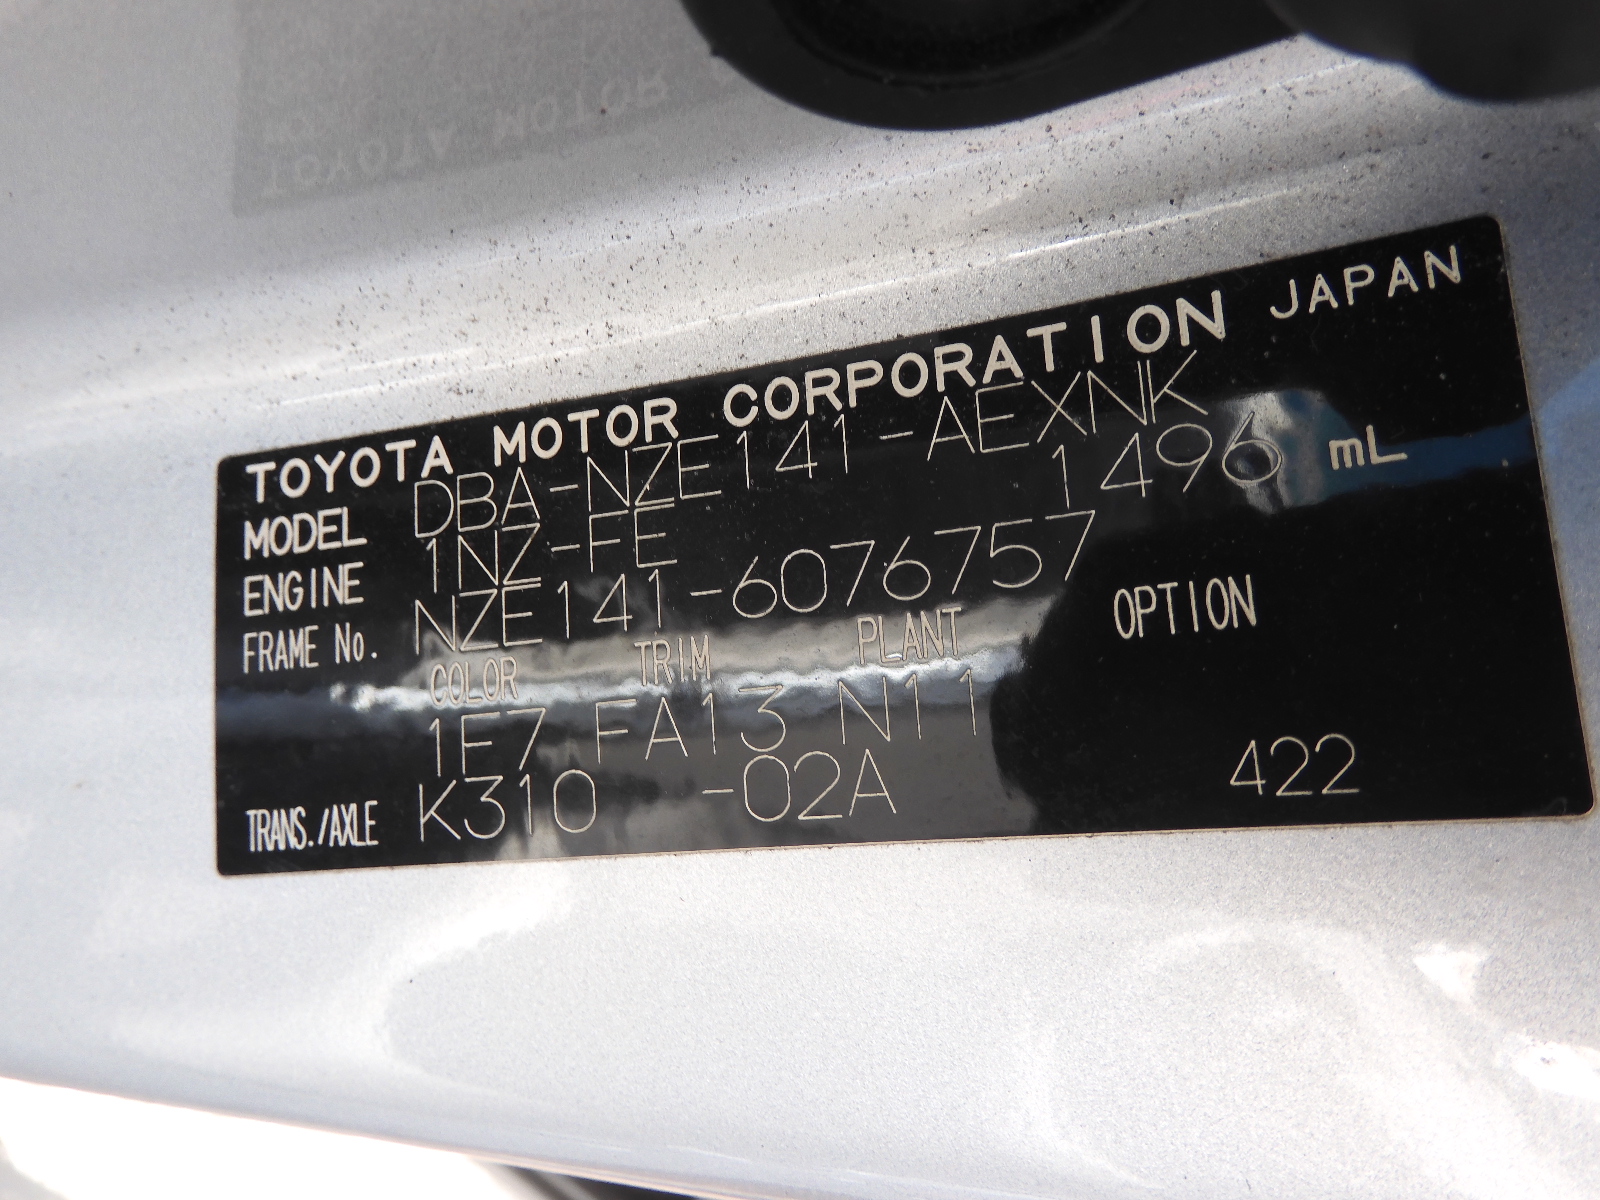 TOYOTA MOTOR CORPORATION JAPAN
MODEL DBA-NZE141-AEXNK
ENGINE 1NZ-FE 1496 mL
FRAME No. NZE141-6076757
COLOR TRIM PLANT OPTION
1F7 FA13 N11
TRANS./AXLE K310 -02A 422